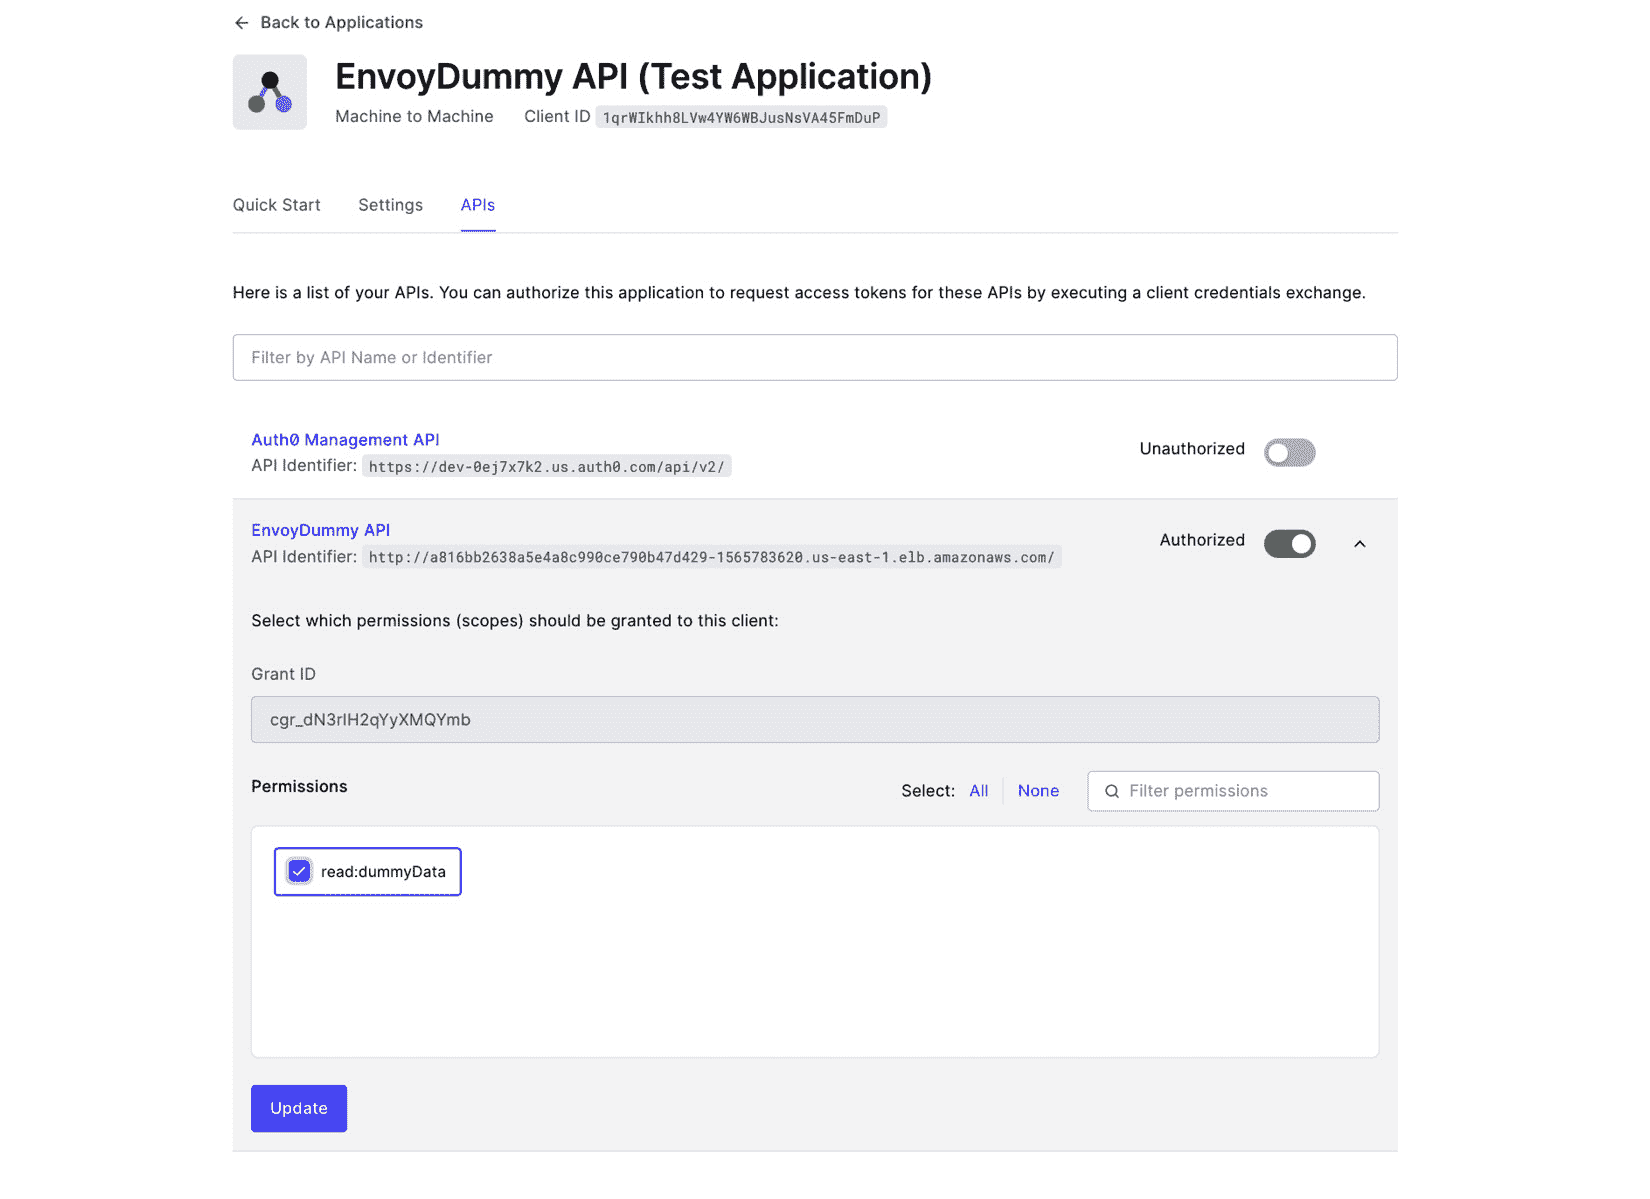 Back to Applications
EnvoyDummy API (Test Application)
Machine to Machine Client ID 1qrWIkhh8LVw4YW6WBJusNsVA45FmDuP
Quick Start Settings APIs
Here is a list of your APIs. You can authorize this application to request access tokens for these APIs by executing a client credentials exchange.
Filter by API Name or Identifier
Auth0 Management API
Unauthorized
API Identifier: https://dev-0ej7x7k2.us.auth0.com/api/v2/
EnvoyDummy API
Authorized
API Identifier: http://a816bb2638a5e4a8c990ce790b47d429-1565783620.us-east-1.elb.amazonaws.com/
Select which permissions (scopes) should be granted to this client:
Grant ID
cgr_dN3rIH2qYyXMQYmb
Permissions
Select: All None
Filter permissions
read:dummyData
Update